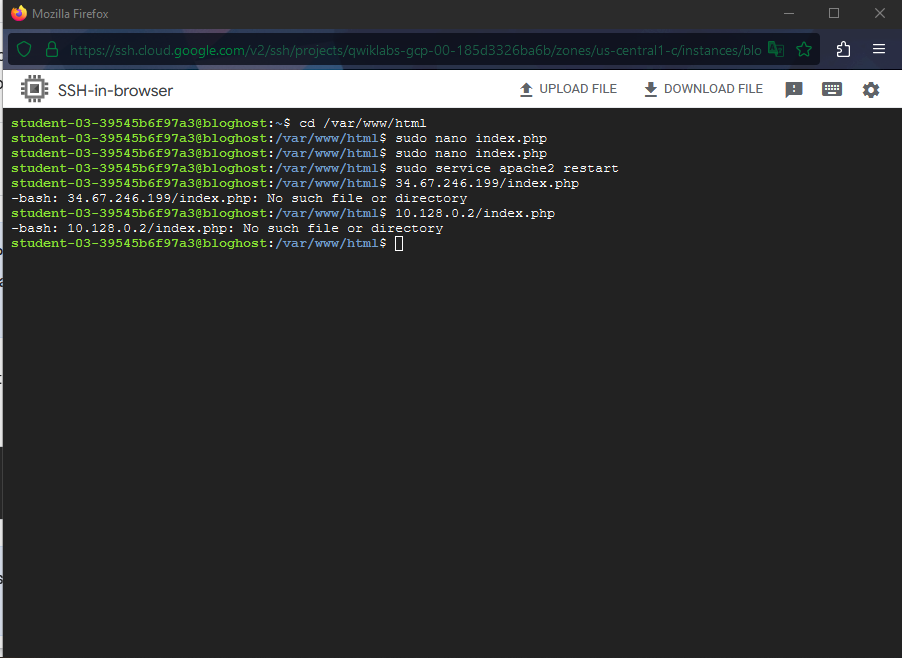 Mozilla Firefox
https://ssh.cloud.google.com/v2/ssh/projects/qwiklabs-gcp-00-185d3326ba6b/zones/us-central1-c/instances/blo
SSH-in-browser UPLOAD FILE DOWNLOAD FILE
student-03-39545b6f97a3@bloghost:~$ cd /var/www/html
student-03-39545b6f97a3@bloghost:/var/www/html$ sudo nano index.php
student-03-39545b6f97a3@bloghost:/var/www/html$ sudo nano index.php
student-03-39545b6f97a3@bloghost:/var/www/html$ sudo service apache2 restart
student-03-39545b6f97a3@bloghost:/var/www/html$ 34.67.246.199/index.php
-bash: 34.67.246.199/index.php: No such file or directory
student-03-39545b6f97a3@bloghost:/var/www/html$ 10.128.0.2/index.php
-bash: 10.128.0.2/index.php: No such file or directory
student-03-39545b6f97a3@bloghost:/var/www/html$